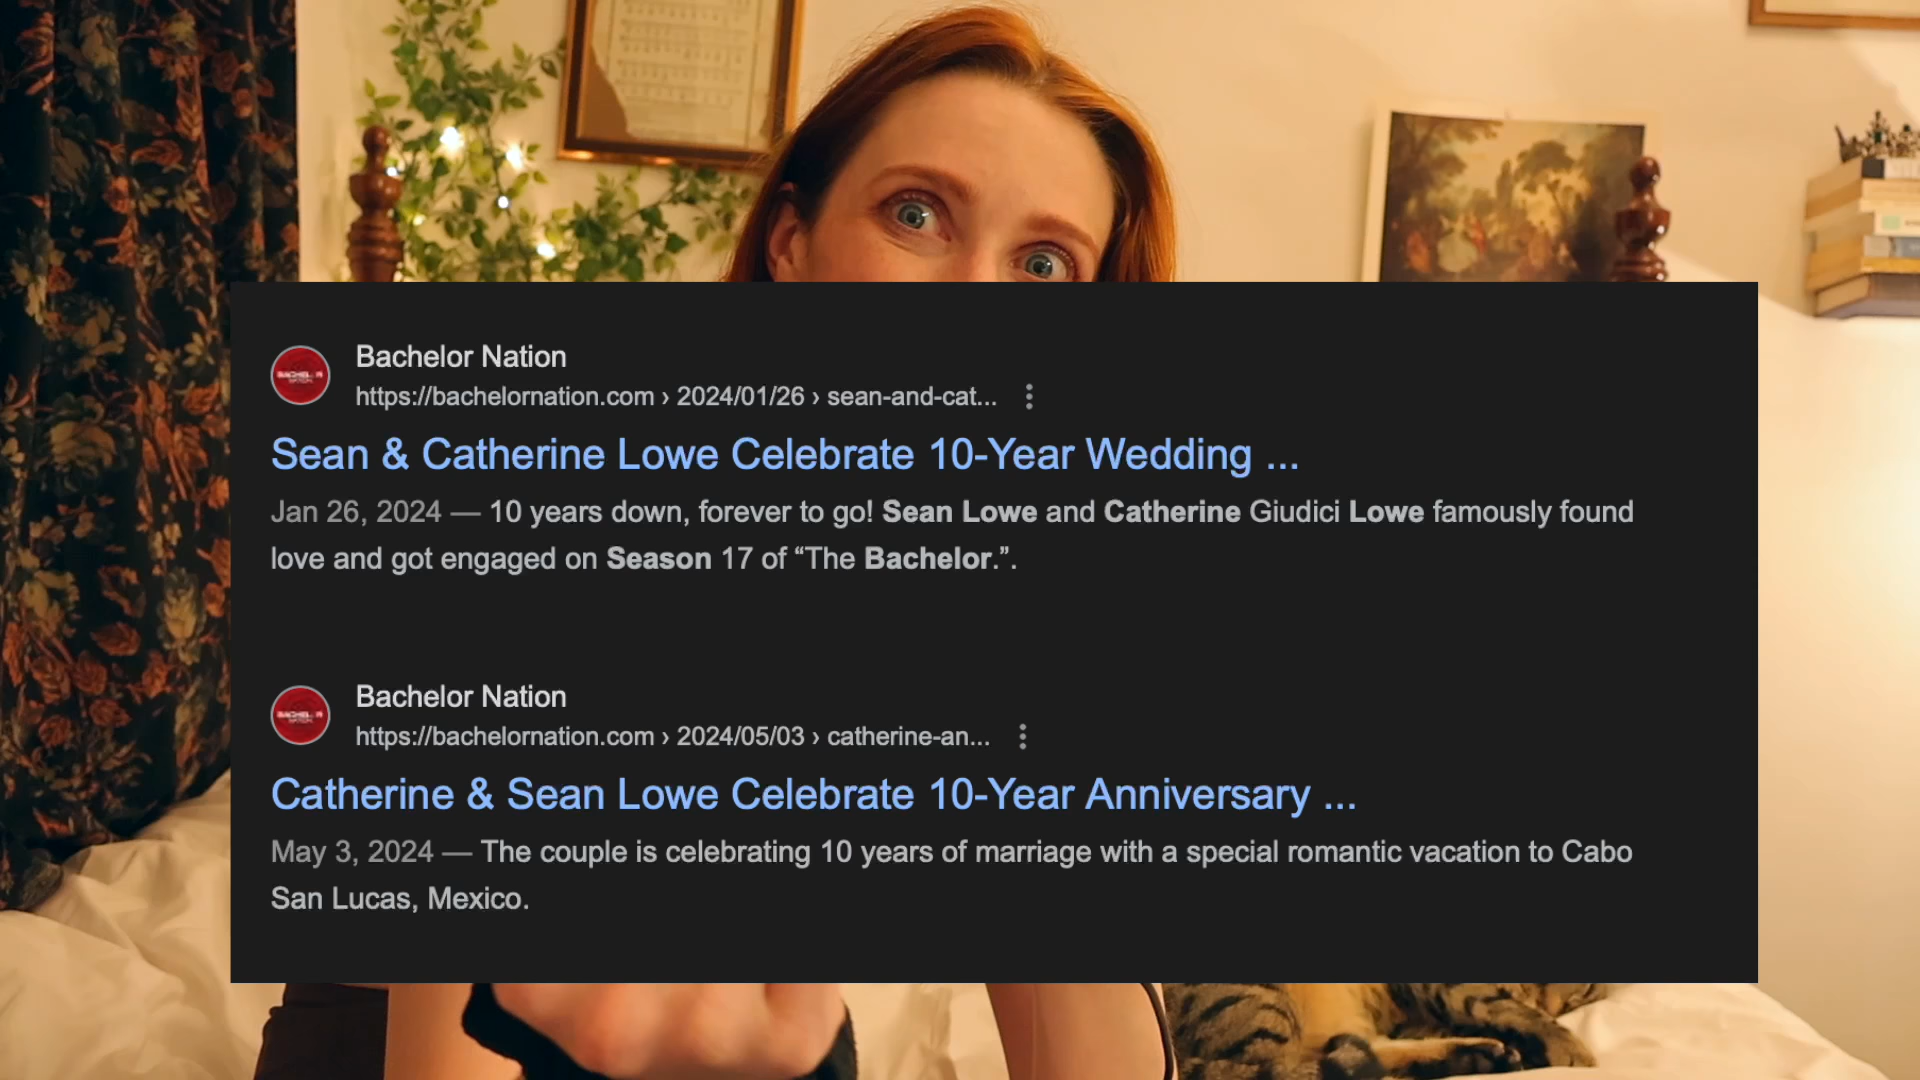 Bachelor Nation
https://bachelornation.com › 2024/01/26 › sean-and-cat...
Sean & Catherine Lowe Celebrate 10-Year Wedding ...
Jan 26, 2024 — 10 years down, forever to go! Sean Lowe and Catherine Giudici Lowe famously found
love and got engaged on Season 17 of “The Bachelor.”.
Bachelor Nation
https://bachelornation.com › 2024/05/03 › catherine-an...
Catherine & Sean Lowe Celebrate 10-Year Anniversary ...
May 3, 2024 — The couple is celebrating 10 years of marriage with a special romantic vacation to Cabo
San Lucas, Mexico.